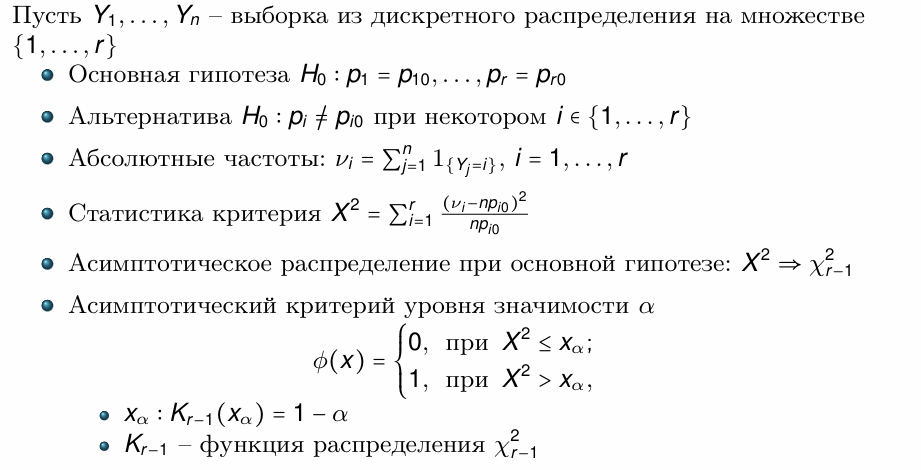 Пусть Y₁, . . . , Yₙ – выборка из дискретного распределения на множестве
{1, . . . , r}
Основная гипотеза H₀ : p₁ = p₁₀, . . . , pᵣ = pᵣ₀
Альтернатива H₀ : pᵢ ≠ pᵢ₀ при некотором i ∈ {1, . . . , r}
Абсолютные частоты: νᵢ = ∑ⁿⱼ₌₁ 1_{Yⱼ=i}, i = 1, . . . , r
Статистика критерия X² = ∑ʳᵢ₌₁ (νᵢ−npᵢ₀)² / npᵢ₀
Асимптотическое распределение при основной гипотезе: X² ⇒ χ²ᵣ₋₁
Асимптотический критерий уровня значимости α
ϕ(x) = { 0, при X² ≤ x_α;
1, при X² > x_α,
x_α : Kᵣ₋₁(x_α) = 1 − α
Kᵣ₋₁ – функция распределения χ²ᵣ₋₁